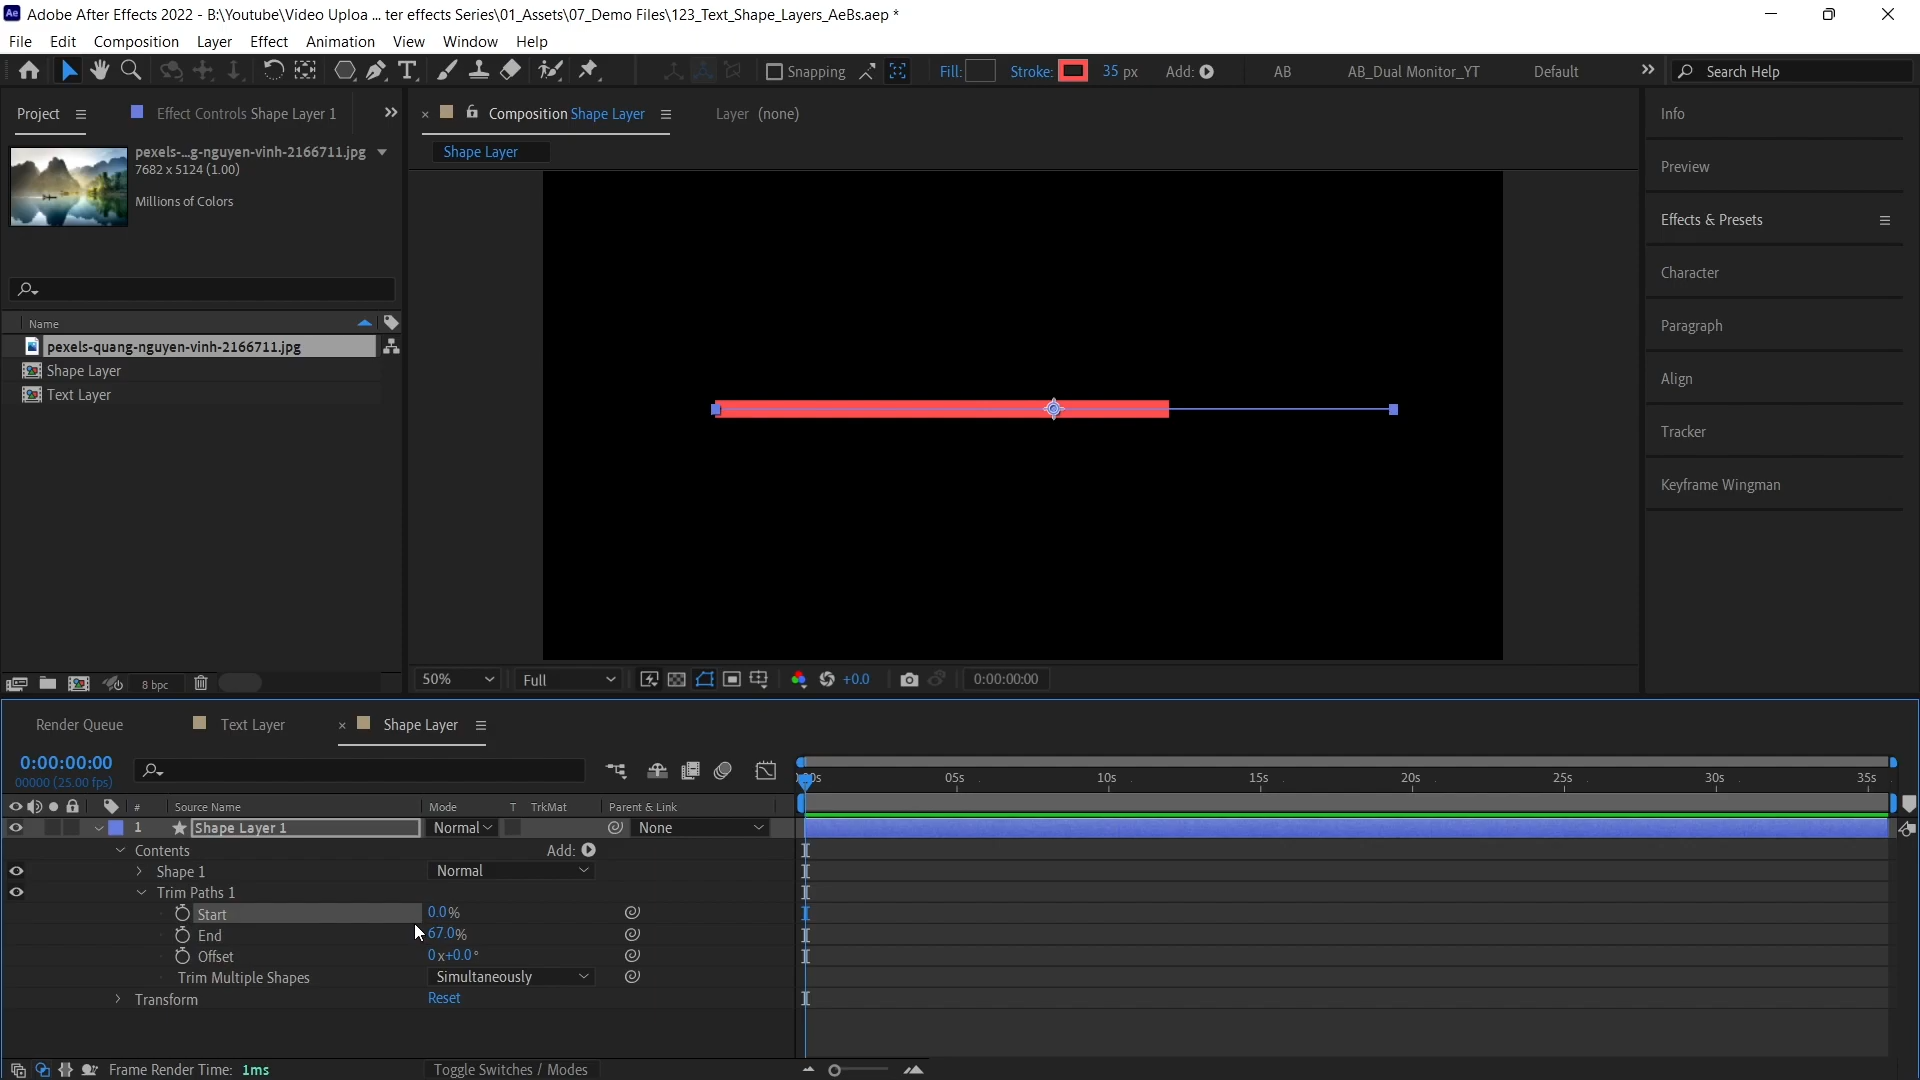 Adobe After Effects 2022 - B:\Youtube\Video Uploa ... ter effects Series\01_Assets\07_Demo Files\123_Text_Shape_Layers_AeBs.aep *
File Edit Composition Layer Effect Animation View Window Help
Snapping Fill: Stroke: 35 px Add: AB AB_Dual Monitor_YT Default Search Help
Project Effect Controls Shape Layer 1
Composition Shape Layer Layer (none)
Shape Layer
pexels-...g-nguyen-vinh-2166711.jpg
7682 x 5124 (1.00)
Millions of Colors
Name
pexels-quang-nguyen-vinh-2166711.jpg
Shape Layer
Text Layer
8 bpc
50% Full +0.0 0:00:00:00
Info
Preview
Effects & Presets
Character
Paragraph
Align
Tracker
Keyframe Wingman
Render Queue Text Layer Shape Layer
0:00:00:00
00000 (25.00 fps)
05s 10s 15s 20s 25s 30s 35s
# Source Name Mode T TrkMat Parent & Link
1 Shape Layer 1 Normal None
Contents Add:
Shape 1 Normal
Trim Paths 1
Start 0.0%
End 67.0%
Offset 0x+0.0°
Trim Multiple Shapes Simultaneously
Transform Reset
Frame Render Time: 1ms Toggle Switches / Modes